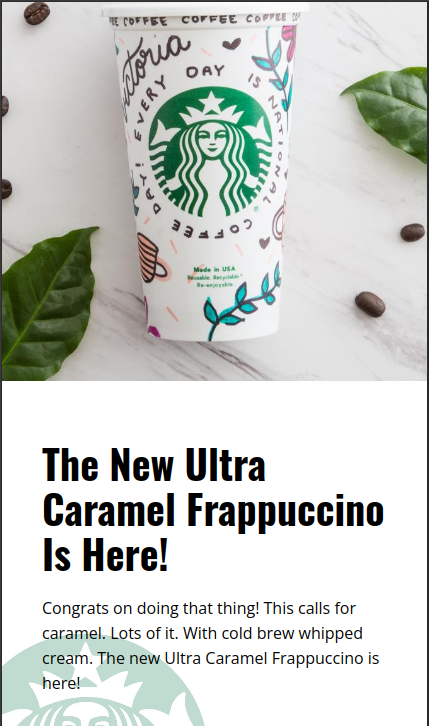 COFFEE COFFEE COFFEE
EVERY DAY IS NATIONAL COFFEE DAY!
Made in USA
Reusable. Recyclable.*
Re-enjoyable.
The New Ultra
Caramel Frappuccino
Is Here!
Congrats on doing that thing! This calls for
caramel. Lots of it. With cold brew whipped
cream. The new Ultra Caramel Frappuccino is
here!